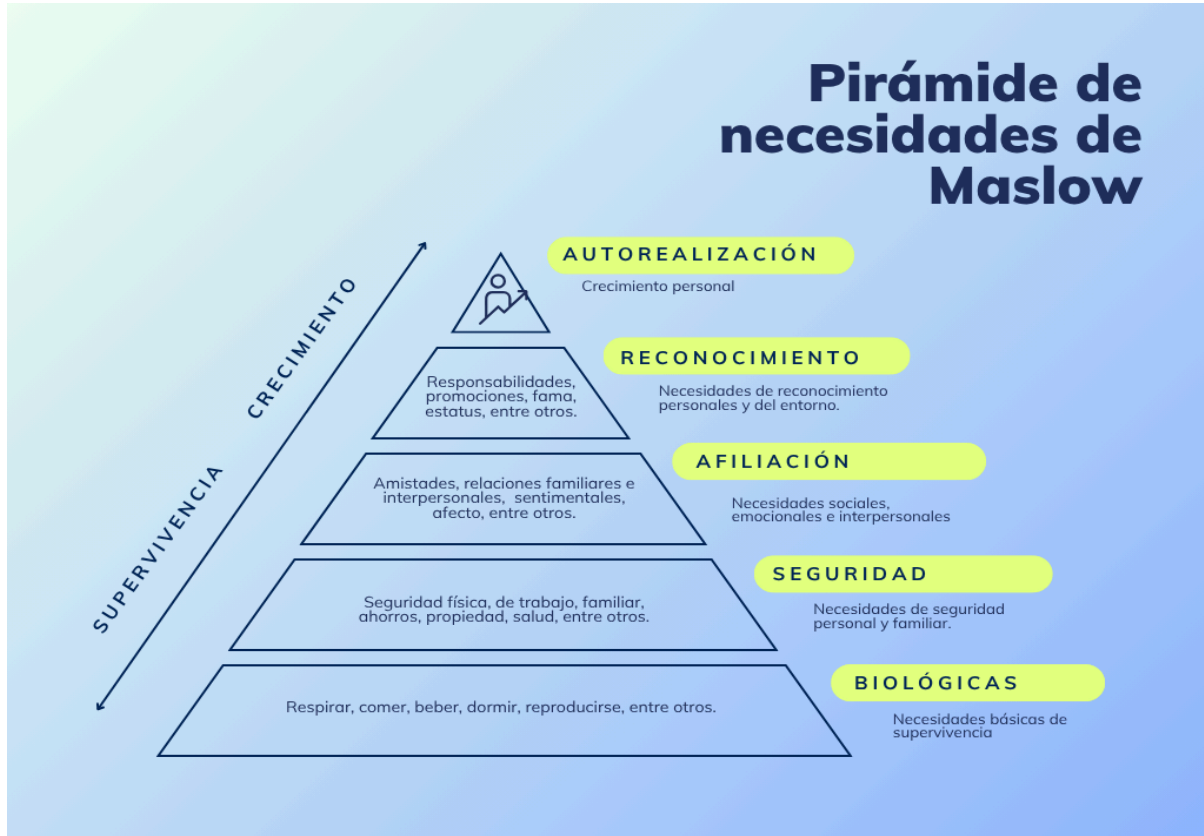 Pirámide de
necesidades de
Maslow
CRECIMIENTO
SUPERVIVENCIA
AUTOREALIZACIÓN
Crecimiento personal
RECONOCIMIENTO
Necesidades de reconocimiento
personales y del entorno.
Responsabilidades,
promociones, fama,
estatus, entre otros.
AFILIACIÓN
Necesidades sociales,
emocionales e interpersonales
Amistades, relaciones familiares e
interpersonales, sentimentales,
afecto, entre otros.
SEGURIDAD
Necesidades de seguridad
personal y familiar.
Seguridad física, de trabajo, familiar,
ahorros, propiedad, salud, entre otros.
BIOLÓGICAS
Necesidades básicas de
supervivencia
Respirar, comer, beber, dormir, reproducirse, entre otros.